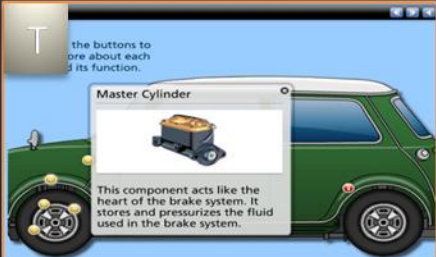 T
the buttons to
ore about each
d its function.
Master Cylinder
This component acts like the
heart of the brake system. It
stores and pressurizes the fluid
used in the brake system.